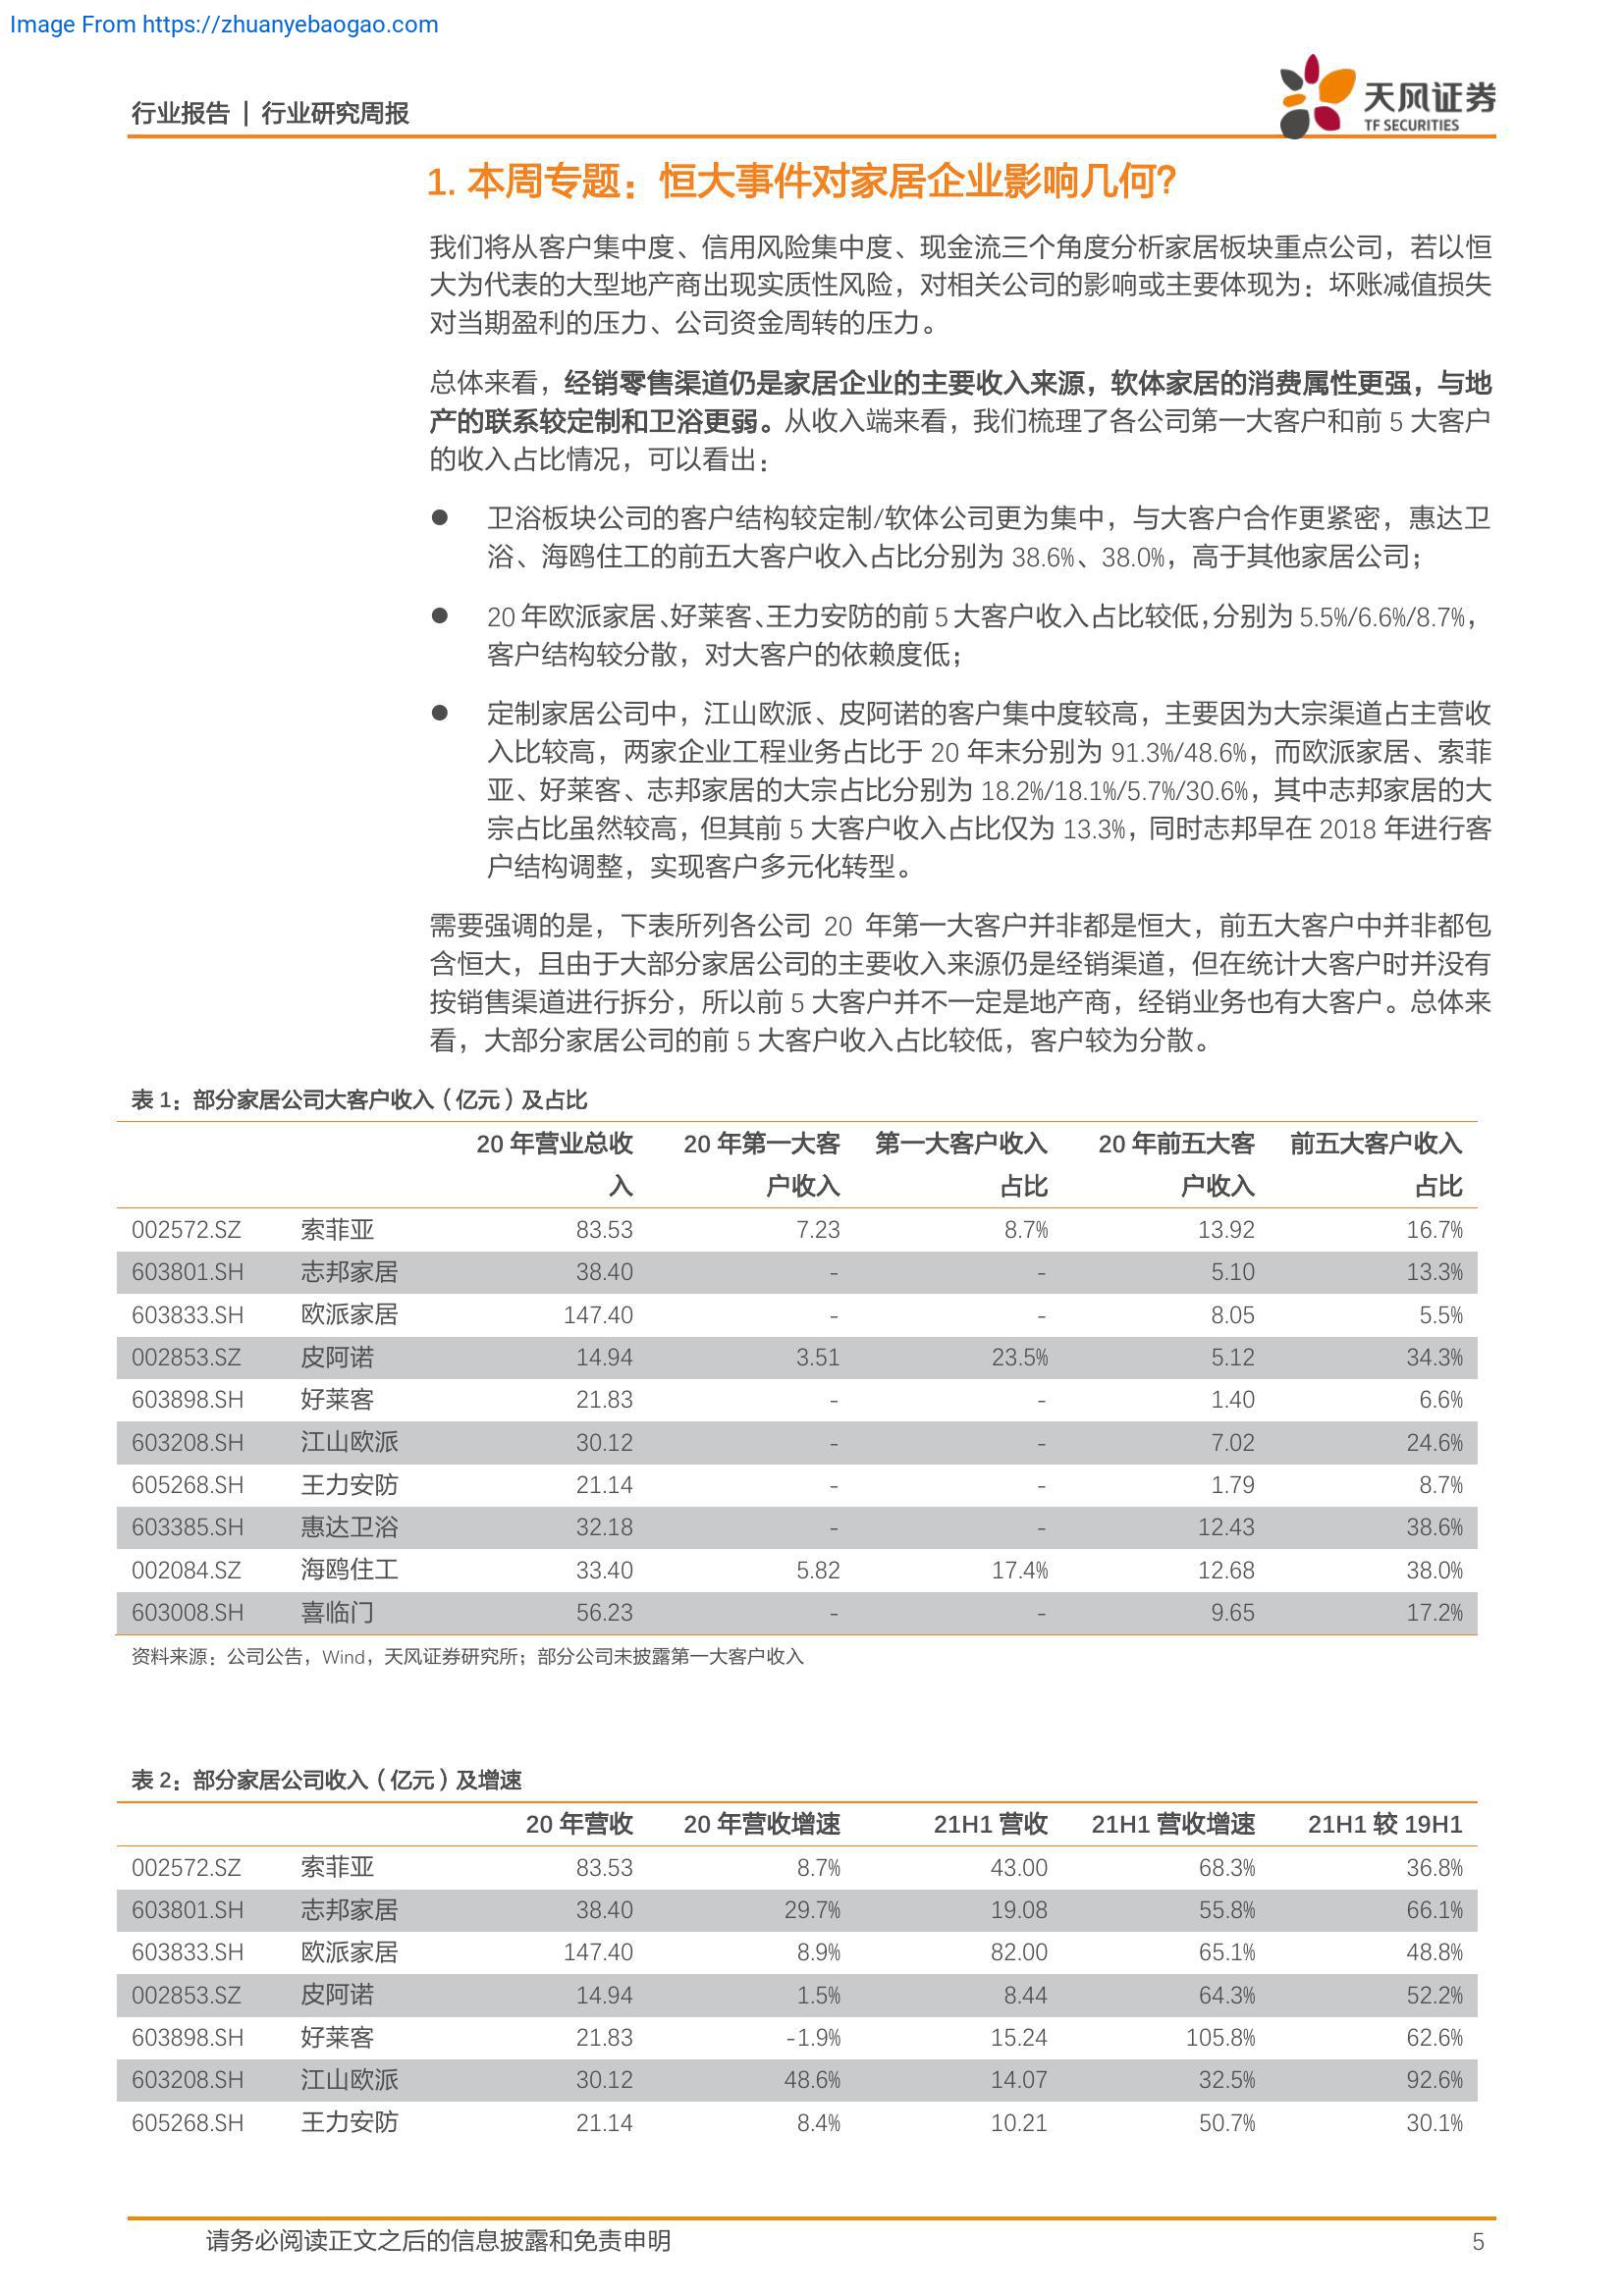 Image From https://zhuanyebaogao.com
行业报告 | 行业研究周报
天风证券
TF SECURITIES
1. 本周专题：恒大事件对家居企业影响几何？
我们将从客户集中度、信用风险集中度、现金流三个角度分析家居板块重点公司，若以恒
大为代表的大型地产商出现实质性风险，对相关公司的影响或主要体现为：坏账减值损失
对当期盈利的压力、公司资金周转的压力。
总体来看，经销零售渠道仍是家居企业的主要收入来源，软体家居的消费属性更强，与地
产的联系较定制和卫浴更弱。从收入端来看，我们梳理了各公司第一大客户和前 5 大客户
的收入占比情况，可以看出：
● 卫浴板块公司的客户结构较定制/软体公司更为集中，与大客户合作更紧密，惠达卫
浴、海鸥住工的前五大客户收入占比分别为 38.6%、38.0%，高于其他家居公司；
● 20 年欧派家居、好莱客、王力安防的前 5 大客户收入占比较低，分别为 5.5%/6.6%/8.7%，
客户结构较分散，对大客户的依赖度低；
● 定制家居公司中，江山欧派、皮阿诺的客户集中度较高，主要因为大宗渠道占主营收
入比较高，两家企业工程业务占比于 20 年末分别为 91.3%/48.6%，而欧派家居、索菲
亚、好莱客、志邦家居的大宗占比分别为 18.2%/18.1%/5.7%/30.6%，其中志邦家居的大
宗占比虽然较高，但其前 5 大客户收入占比仅为 13.3%，同时志邦早在 2018 年进行客
户结构调整，实现客户多元化转型。
需要强调的是，下表所列各公司 20 年第一大客户并非都是恒大，前五大客户中并非都包
含恒大，且由于大部分家居公司的主要收入来源仍是经销渠道，但在统计大客户时并没有
按销售渠道进行拆分，所以前 5 大客户并不一定是地产商，经销业务也有大客户。总体来
看，大部分家居公司的前 5 大客户收入占比较低，客户较为分散。
表 1：部分家居公司大客户收入（亿元）及占比
20 年营业总收 20 年第一大客 第一大客户收入 20 年前五大客 前五大客户收入
入 户收入 占比 户收入 占比
002572.SZ 索菲亚 83.53 7.23 8.7% 13.92 16.7%
603801.SH 志邦家居 38.40 - - 5.10 13.3%
603833.SH 欧派家居 147.40 - - 8.05 5.5%
002853.SZ 皮阿诺 14.94 3.51 23.5% 5.12 34.3%
603898.SH 好莱客 21.83 - - 1.40 6.6%
603208.SH 江山欧派 30.12 - - 7.02 24.6%
605268.SH 王力安防 21.14 - - 1.79 8.7%
603385.SH 惠达卫浴 32.18 - - 12.43 38.6%
002084.SZ 海鸥住工 33.40 5.82 17.4% 12.68 38.0%
603008.SH 喜临门 56.23 - - 9.65 17.2%
资料来源：公司公告，Wind，天风证券研究所；部分公司未披露第一大客户收入
表 2：部分家居公司收入（亿元）及增速
20 年营收 20 年营收增速 21H1 营收 21H1 营收增速 21H1 较 19H1
002572.SZ 索菲亚 83.53 8.7% 43.00 68.3% 36.8%
603801.SH 志邦家居 38.40 29.7% 19.08 55.8% 66.1%
603833.SH 欧派家居 147.40 8.9% 82.00 65.1% 48.8%
002853.SZ 皮阿诺 14.94 1.5% 8.44 64.3% 52.2%
603898.SH 好莱客 21.83 -1.9% 15.24 105.8% 62.6%
603208.SH 江山欧派 30.12 48.6% 14.07 32.5% 92.6%
605268.SH 王力安防 21.14 8.4% 10.21 50.7% 30.1%
请务必阅读正文之后的信息披露和免责申明
5